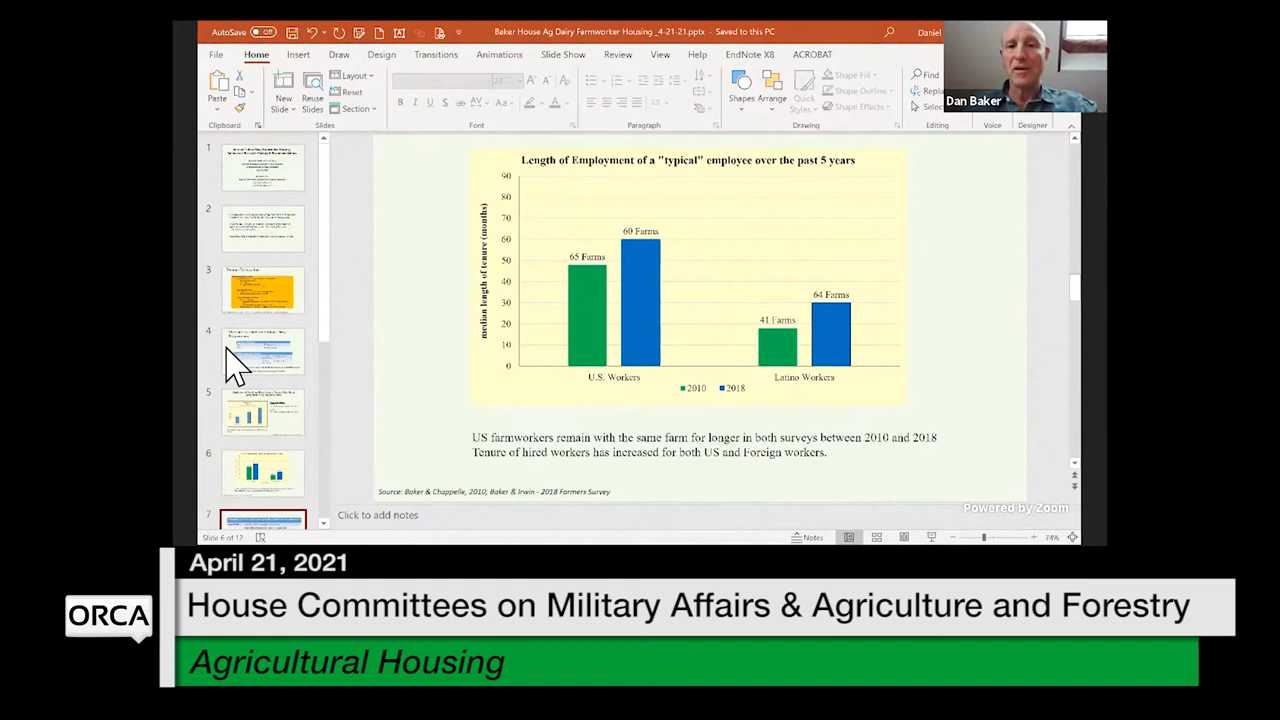 AutoSave Off
Baker House Ag Dairy Farmworker Housing _4-21-21.pptx - Saved to this PC
Daniel
File Home Insert Draw Design Transitions Animations Slide Show Review View Help EndNote X8 ACROBAT
Paste
New
Slide
Reuse
Slides
Layout
Reset
Section
Shapes Arrange
Quick
Styles
Shape Fill
Shape Outline
Shape Effects
Find
Clipboard Slides Font Paragraph Drawing Editing Voice Designer
Dan Baker
1
2
3
4
5
6
7
Length of Employment of a "typical" employee over the past 5 years
median length of tenure (months)
90
80
70
60
50
40
30
20
10
0
65 Farms
60 Farms
41 Farms
64 Farms
U.S. Workers
Latino Workers
2010 2018
US farmworkers remain with the same farm for longer in both surveys between 2010 and 2018
Tenure of hired workers has increased for both US and Foreign workers.
Source: Baker & Chappelle, 2010; Baker & Irwin - 2018 Farmers Survey
Powered by Zoom
Click to add notes
Slide 6 of 12
Notes
74%
April 21, 2021
ORCA
House Committees on Military Affairs & Agriculture and Forestry
Agricultural Housing